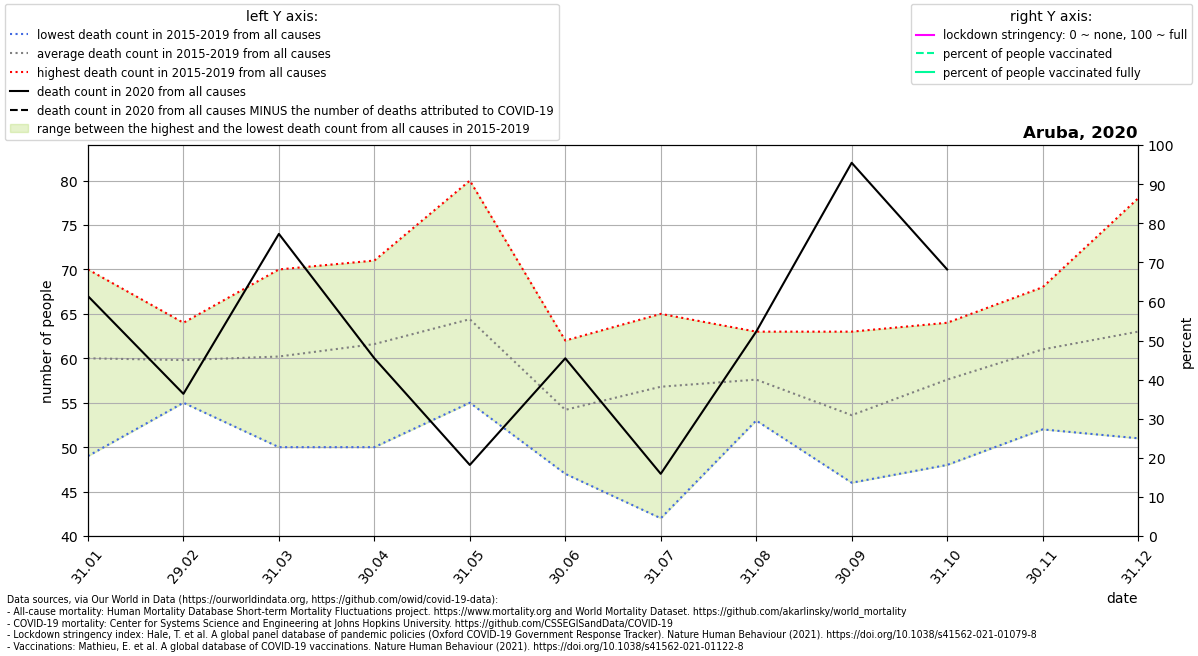 left Y axis:
lowest death count in 2015-2019 from all causes
average death count in 2015-2019 from all causes
highest death count in 2015-2019 from all causes
death count in 2020 from all causes
death count in 2020 from all causes MINUS the number of deaths attributed to COVID-19
range between the highest and the lowest death count from all causes in 2015-2019
right Y axis:
lockdown stringency: 0 ~ none, 100 ~ full
percent of people vaccinated
percent of people vaccinated fully
Aruba, 2020
number of people
80
75
70
65
60
55
50
45
40
100
90
80
70
60
50
40
30
20
10
0
percent
31.01
29.02
31.03
30.04
31.05
30.06
31.07
31.08
30.09
31.10
30.11
31.12
date
Data sources, via Our World in Data (https://ourworldindata.org, https://github.com/owid/covid-19-data):
- All-cause mortality: Human Mortality Database Short-term Mortality Fluctuations project. https://www.mortality.org and World Mortality Dataset. https://github.com/akarlinsky/world_mortality
- COVID-19 mortality: Center for Systems Science and Engineering at Johns Hopkins University. https://github.com/CSSEGISandData/COVID-19
- Lockdown stringency index: Hale, T. et al. A global panel database of pandemic policies (Oxford COVID-19 Government Response Tracker). Nature Human Behaviour (2021). https://doi.org/10.1038/s41562-021-01079-8
- Vaccinations: Mathieu, E. et al. A global database of COVID-19 vaccinations. Nature Human Behaviour (2021). https://doi.org/10.1038/s41562-021-01122-8